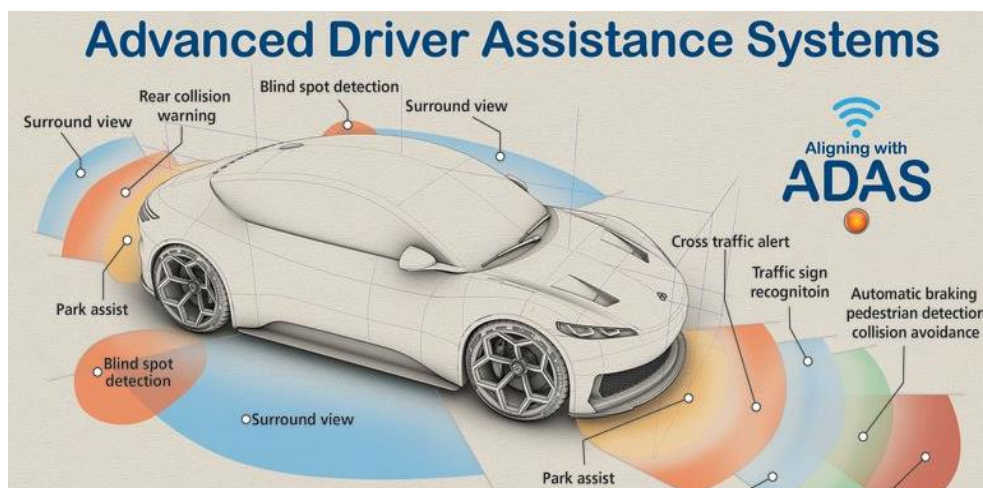 Advanced Driver Assistance Systems
Blind spot detection
Rear collision
warning
Surround view
Surround view
Aligning with
ADAS
Cross traffic alert
Traffic sign
recognitoin
Automatic braking
pedestrian detection
collision avoidance
Park assist
Blind spot
detection
Surround view
Park assist